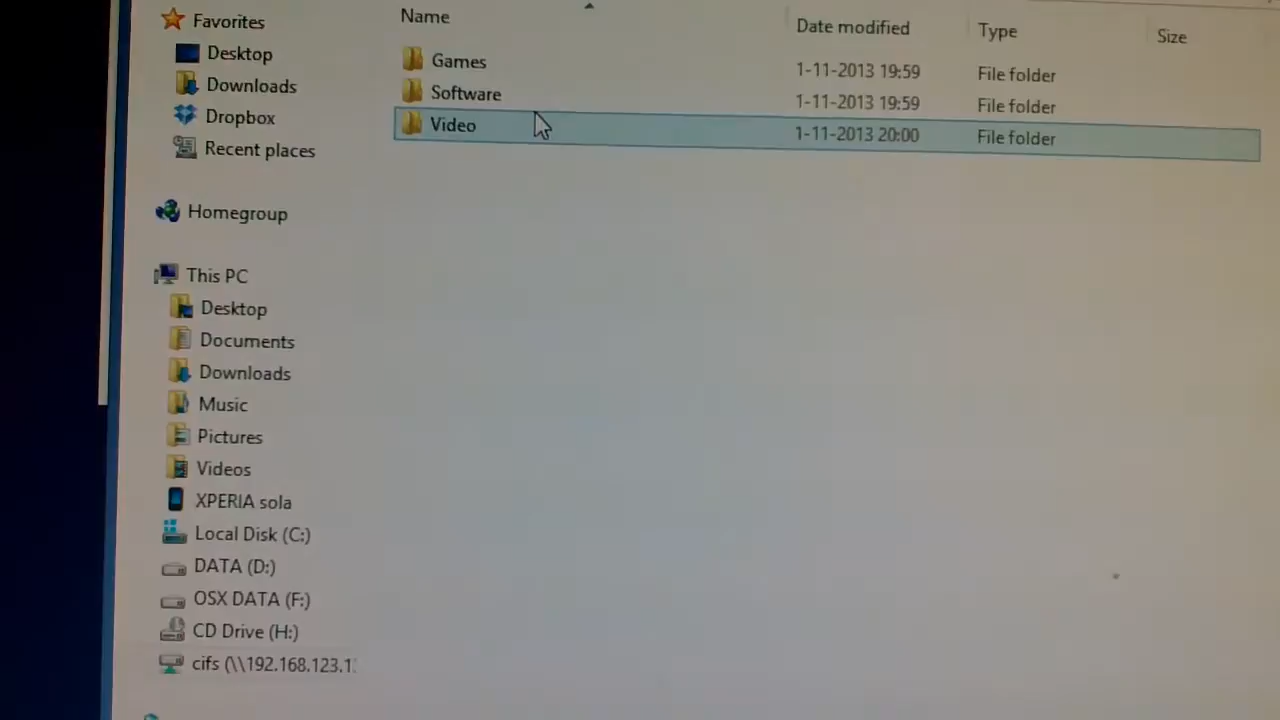 Favorites
Desktop
Downloads
Dropbox
Recent places
Homegroup
This PC
Desktop
Documents
Downloads
Music
Pictures
Videos
XPERIA sola
Local Disk (C:)
DATA (D:)
OSX DATA (F:)
CD Drive (H:)
cifs (\\192.168.123.1
Name Date modified Type Size
Games 1-11-2013 19:59 File folder
Software 1-11-2013 19:59 File folder
Video 1-11-2013 20:00 File folder